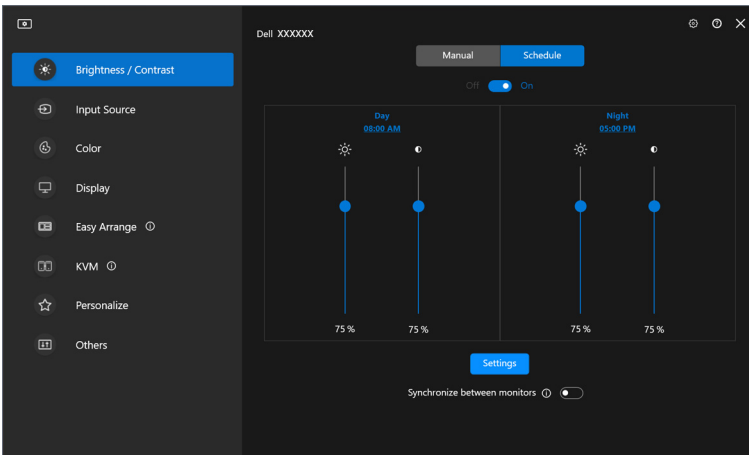 Dell XXXXXX
Brightness / Contrast
Input Source
Color
Display
Easy Arrange
KVM
Personalize
Others
Manual
Schedule
Off
On
Day
08:00 AM
75 %
75 %
Night
05:00 PM
75 %
75 %
Settings
Synchronize between monitors